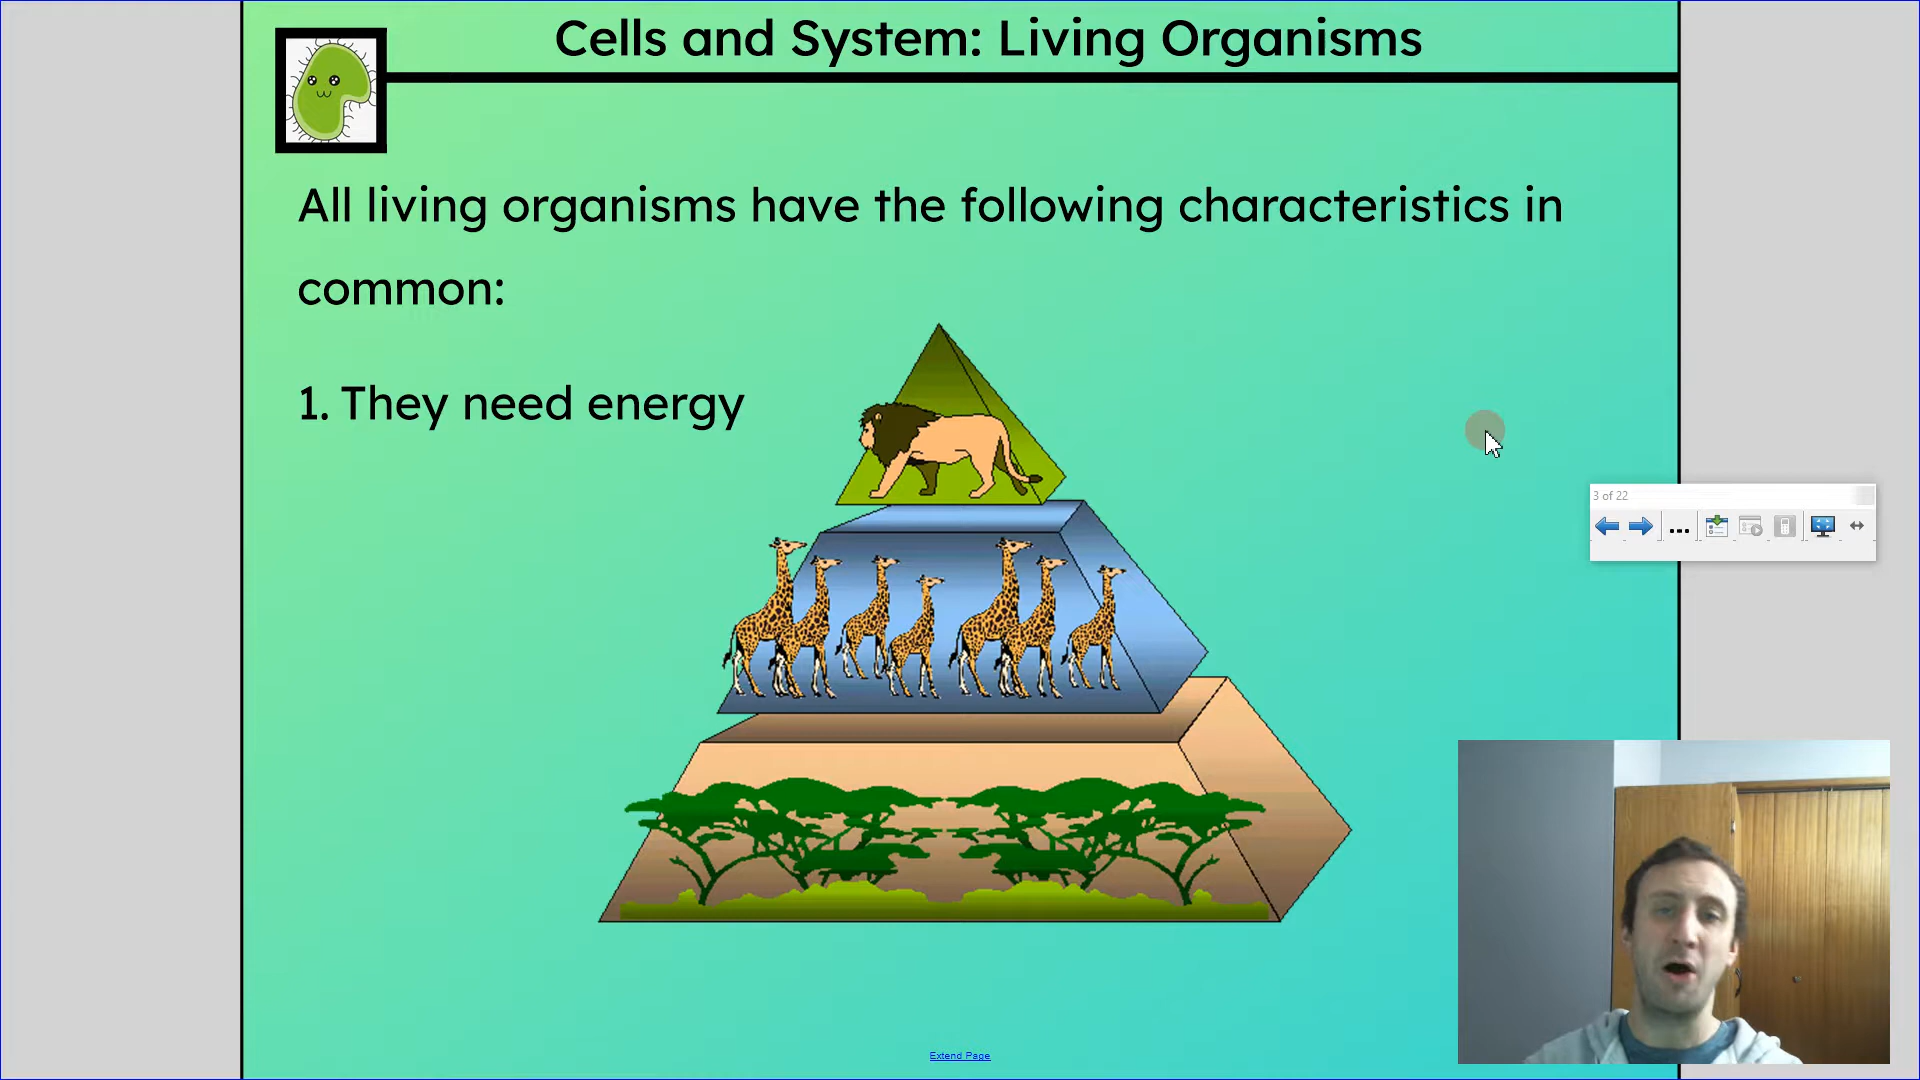 Cells and System: Living Organisms
All living organisms have the following characteristics in
common:
1. They need energy
3 of 22
...
Extend Page